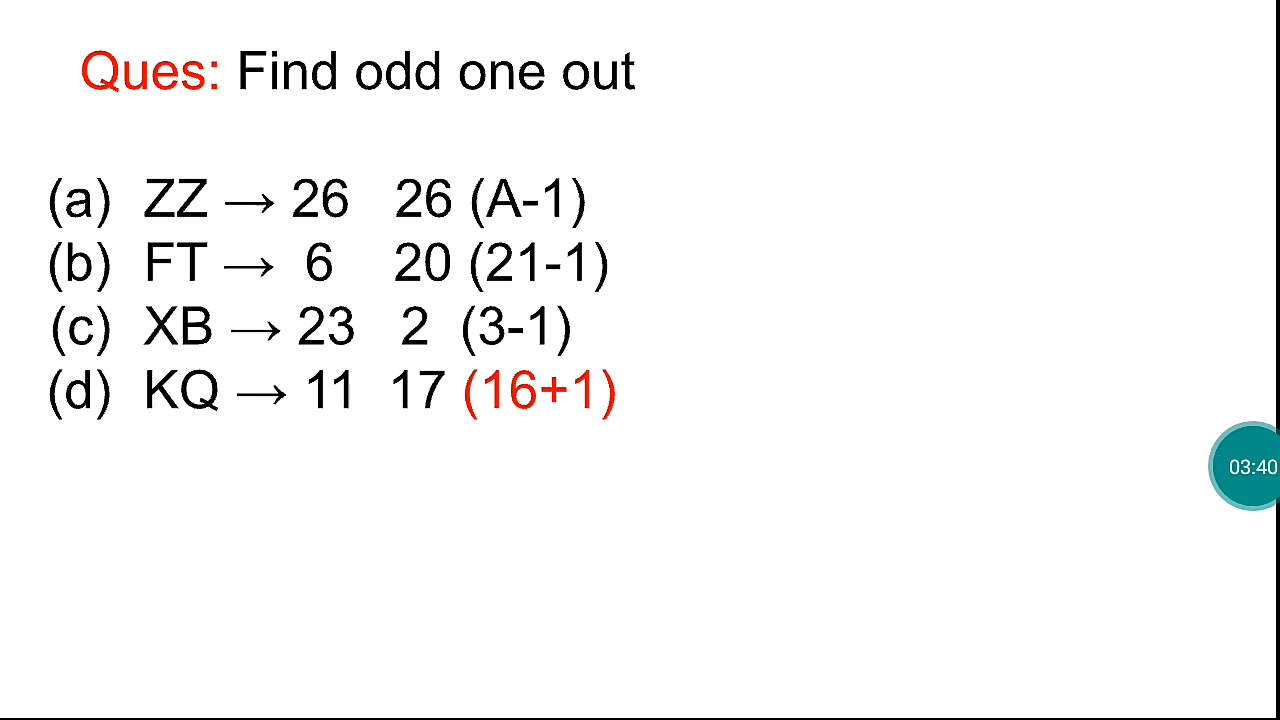 Ques: Find odd one out
(a) ZZ → 26 26 (A-1)
(b) FT → 6 20 (21-1)
(c) XB → 23 2 (3-1)
(d) KQ → 11 17 (16+1)
03:40